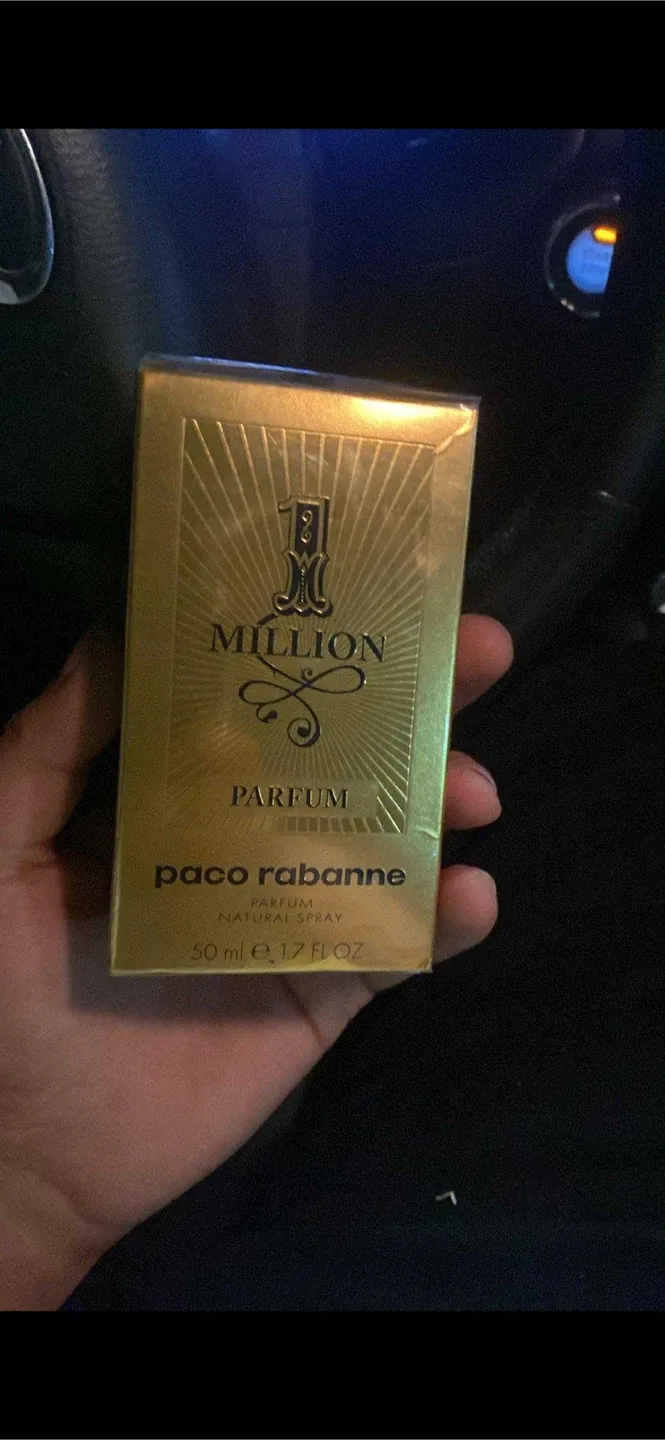 1
MILLION
PARFUM
paco rabanne
PARFUM
NATURAL SPRAY
50 ml e 1.7 FL OZ